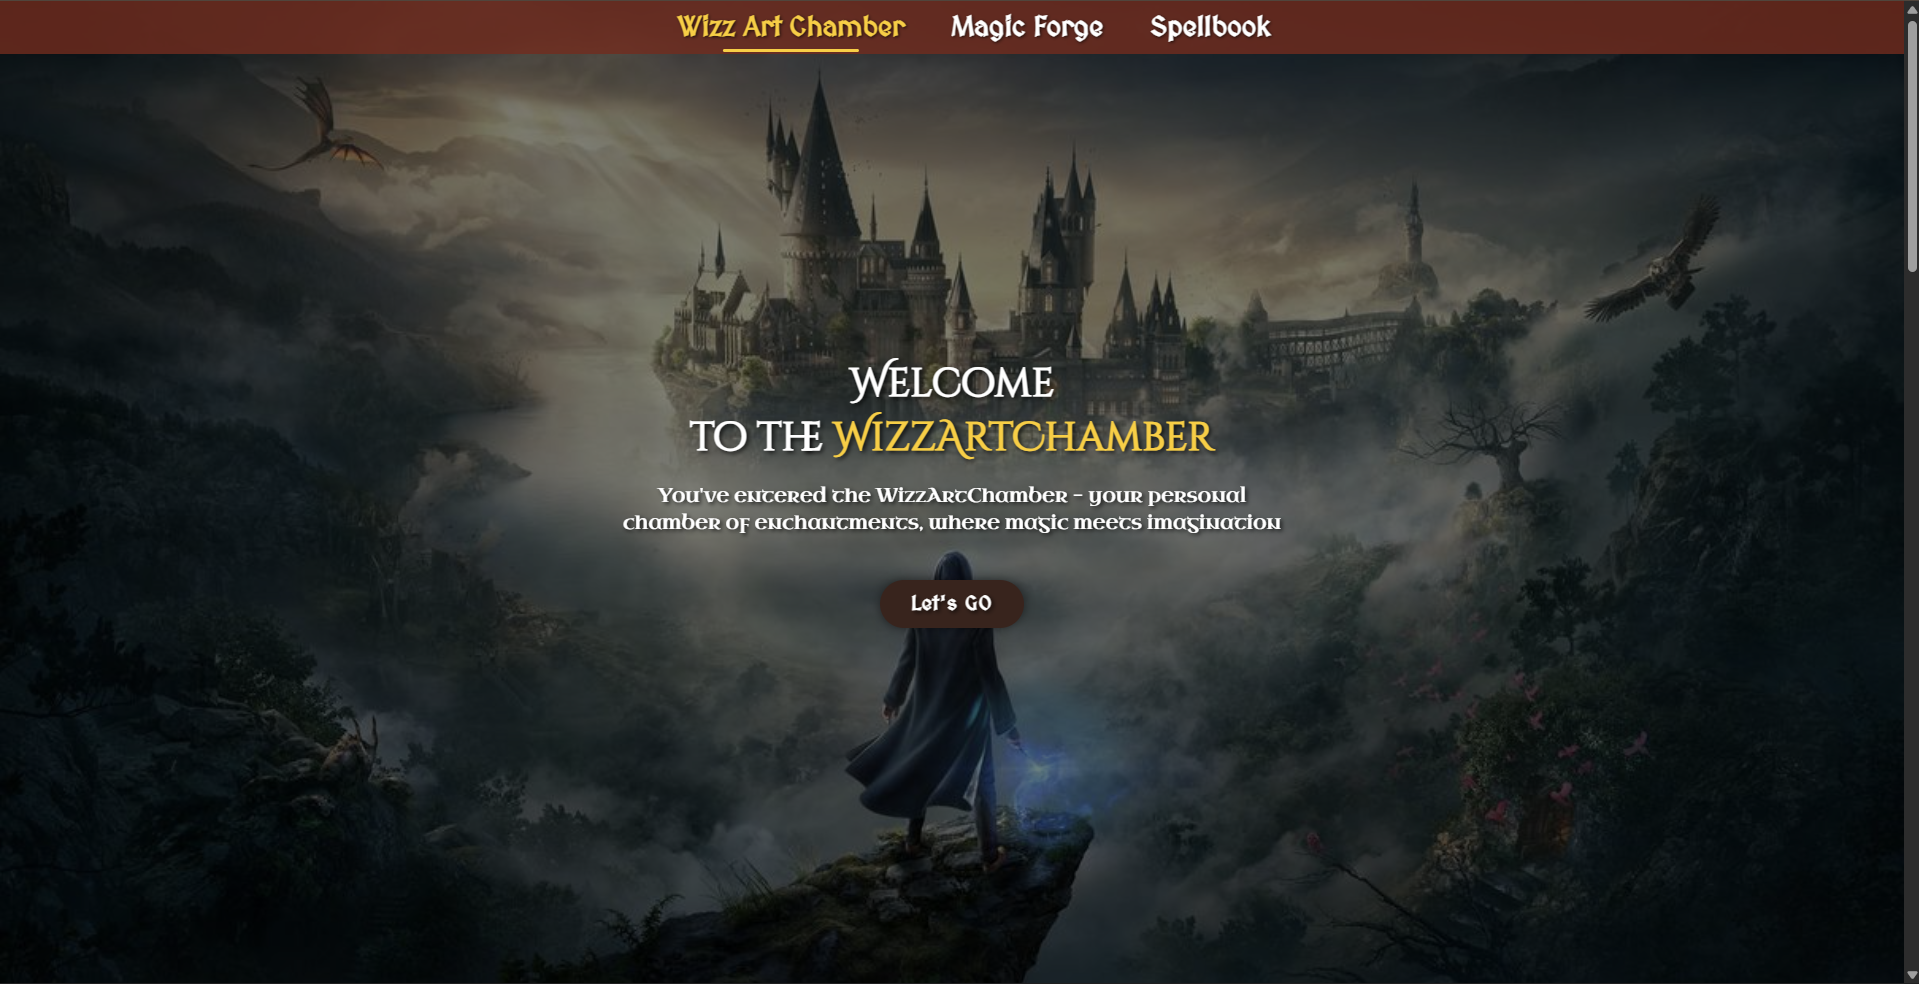 Wizz Art Chamber Magic Forge Spellbook
Welcome
to the WizzArtChamber
You've entered the WizzArtChamber - your personal
chamber of enchantments, where magic meets imagination
Let's GO